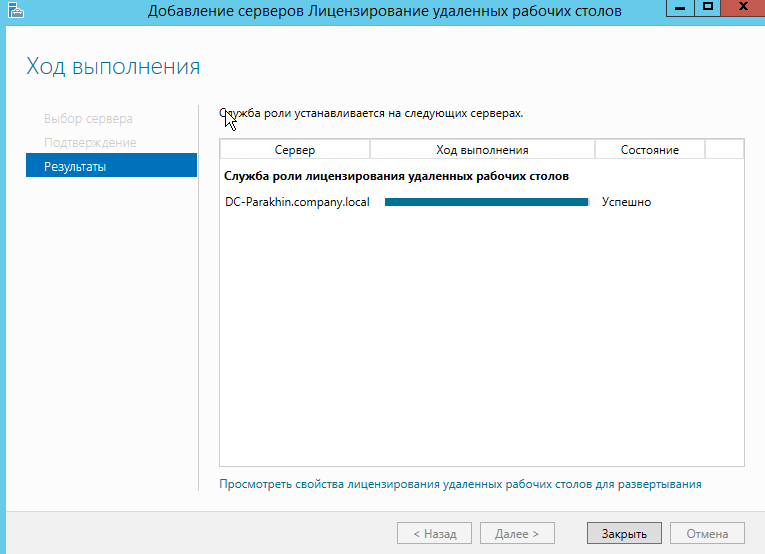 Добавление серверов Лицензирование удаленных рабочих столов
Ход выполнения
Выбор сервера
Подтверждение
Результаты
Служба роли устанавливается на следующих серверах.
Сервер Ход выполнения Состояние
Служба роли лицензирования удаленных рабочих столов
DC-Parakhin.company.local Успешно
Просмотреть свойства лицензирования удаленных рабочих столов для развертывания
< Назад Далее > Закрыть Отмена